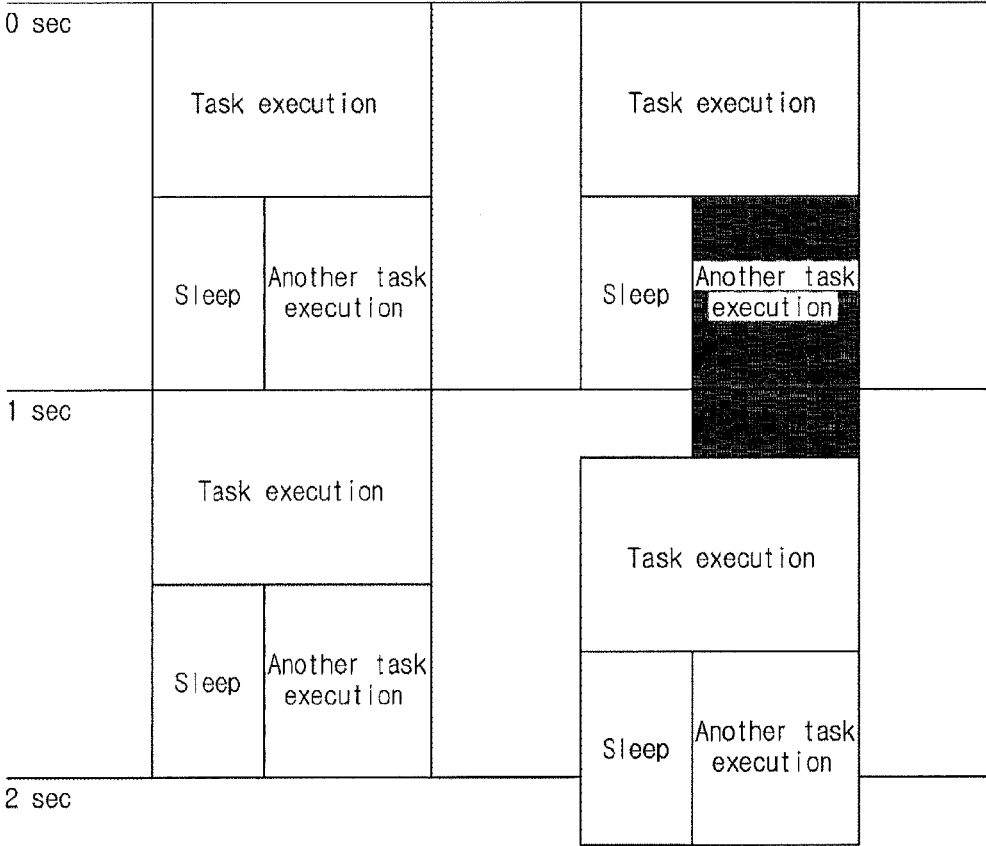 0 sec
Task execution
Task execution
Sleep
Another task
execution
Sleep
Another task
execution
1 sec
Task execution
Task execution
Sleep
Another task
execution
Sleep
Another task
execution
2 sec